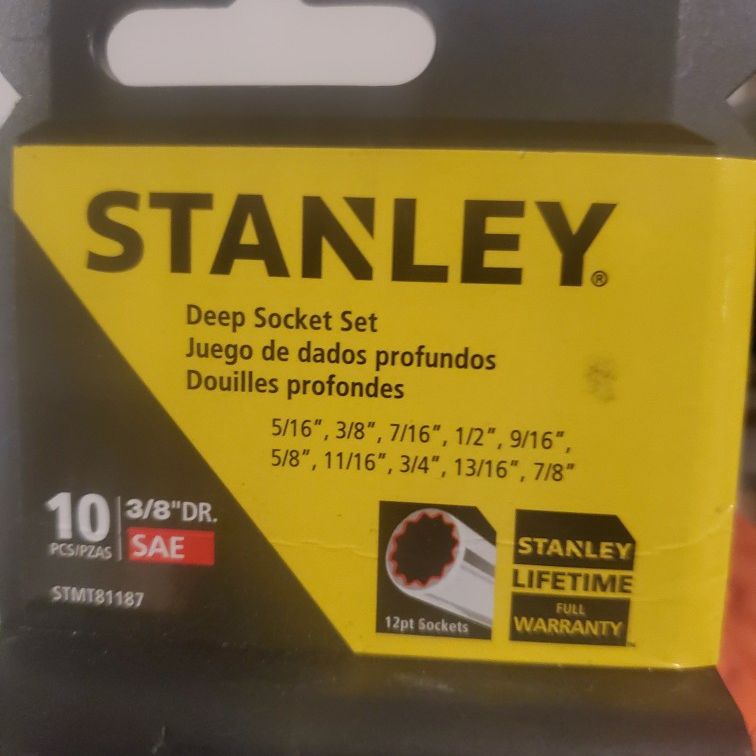 STANLEY®
Deep Socket Set
Juego de dados profundos
Douilles profondes
5/16", 3/8", 7/16", 1/2", 9/16",
5/8", 11/16", 3/4", 13/16", 7/8"
10
PCS/PZAS
3/8"DR.
SAE
STMT81187
12pt Sockets
STANLEY
LIFETIME
FULL
WARRANTY™